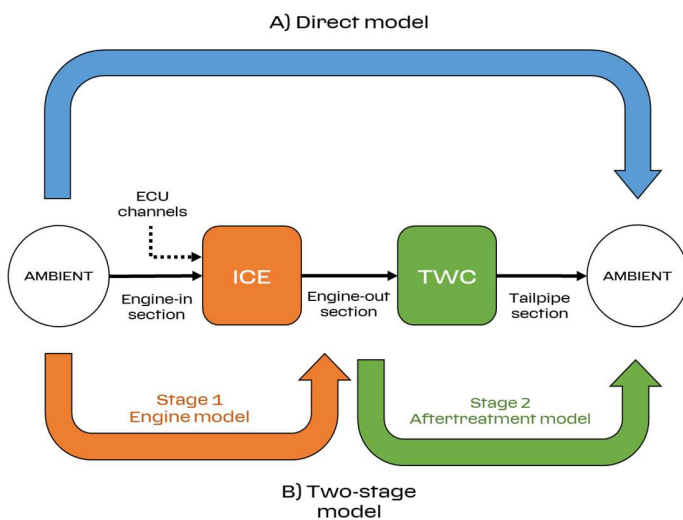 A) Direct model
ECU
channels
AMBIENT
ICE
TWC
AMBIENT
Engine-in
section
Engine-out
section
Tailpipe
section
Stage 1
Engine model
Stage 2
Aftertreatment model
B) Two-stage
model